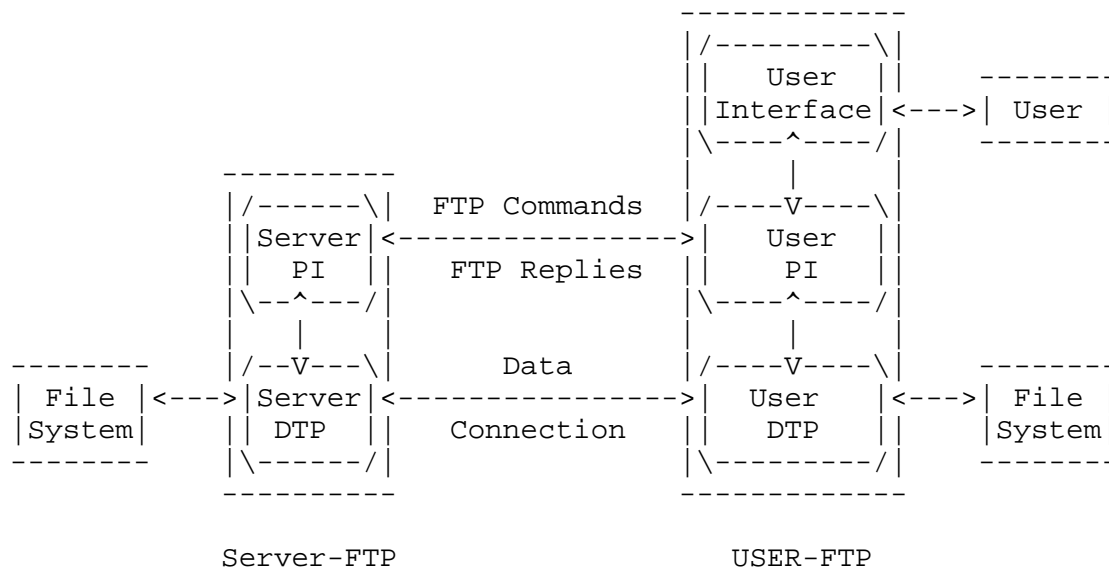 User
Interface
User
FTP Commands
Server
PI
User
PI
FTP Replies
Data
File
System
Server
DTP
User
DTP
File
System
Connection
Server-FTP
USER-FTP